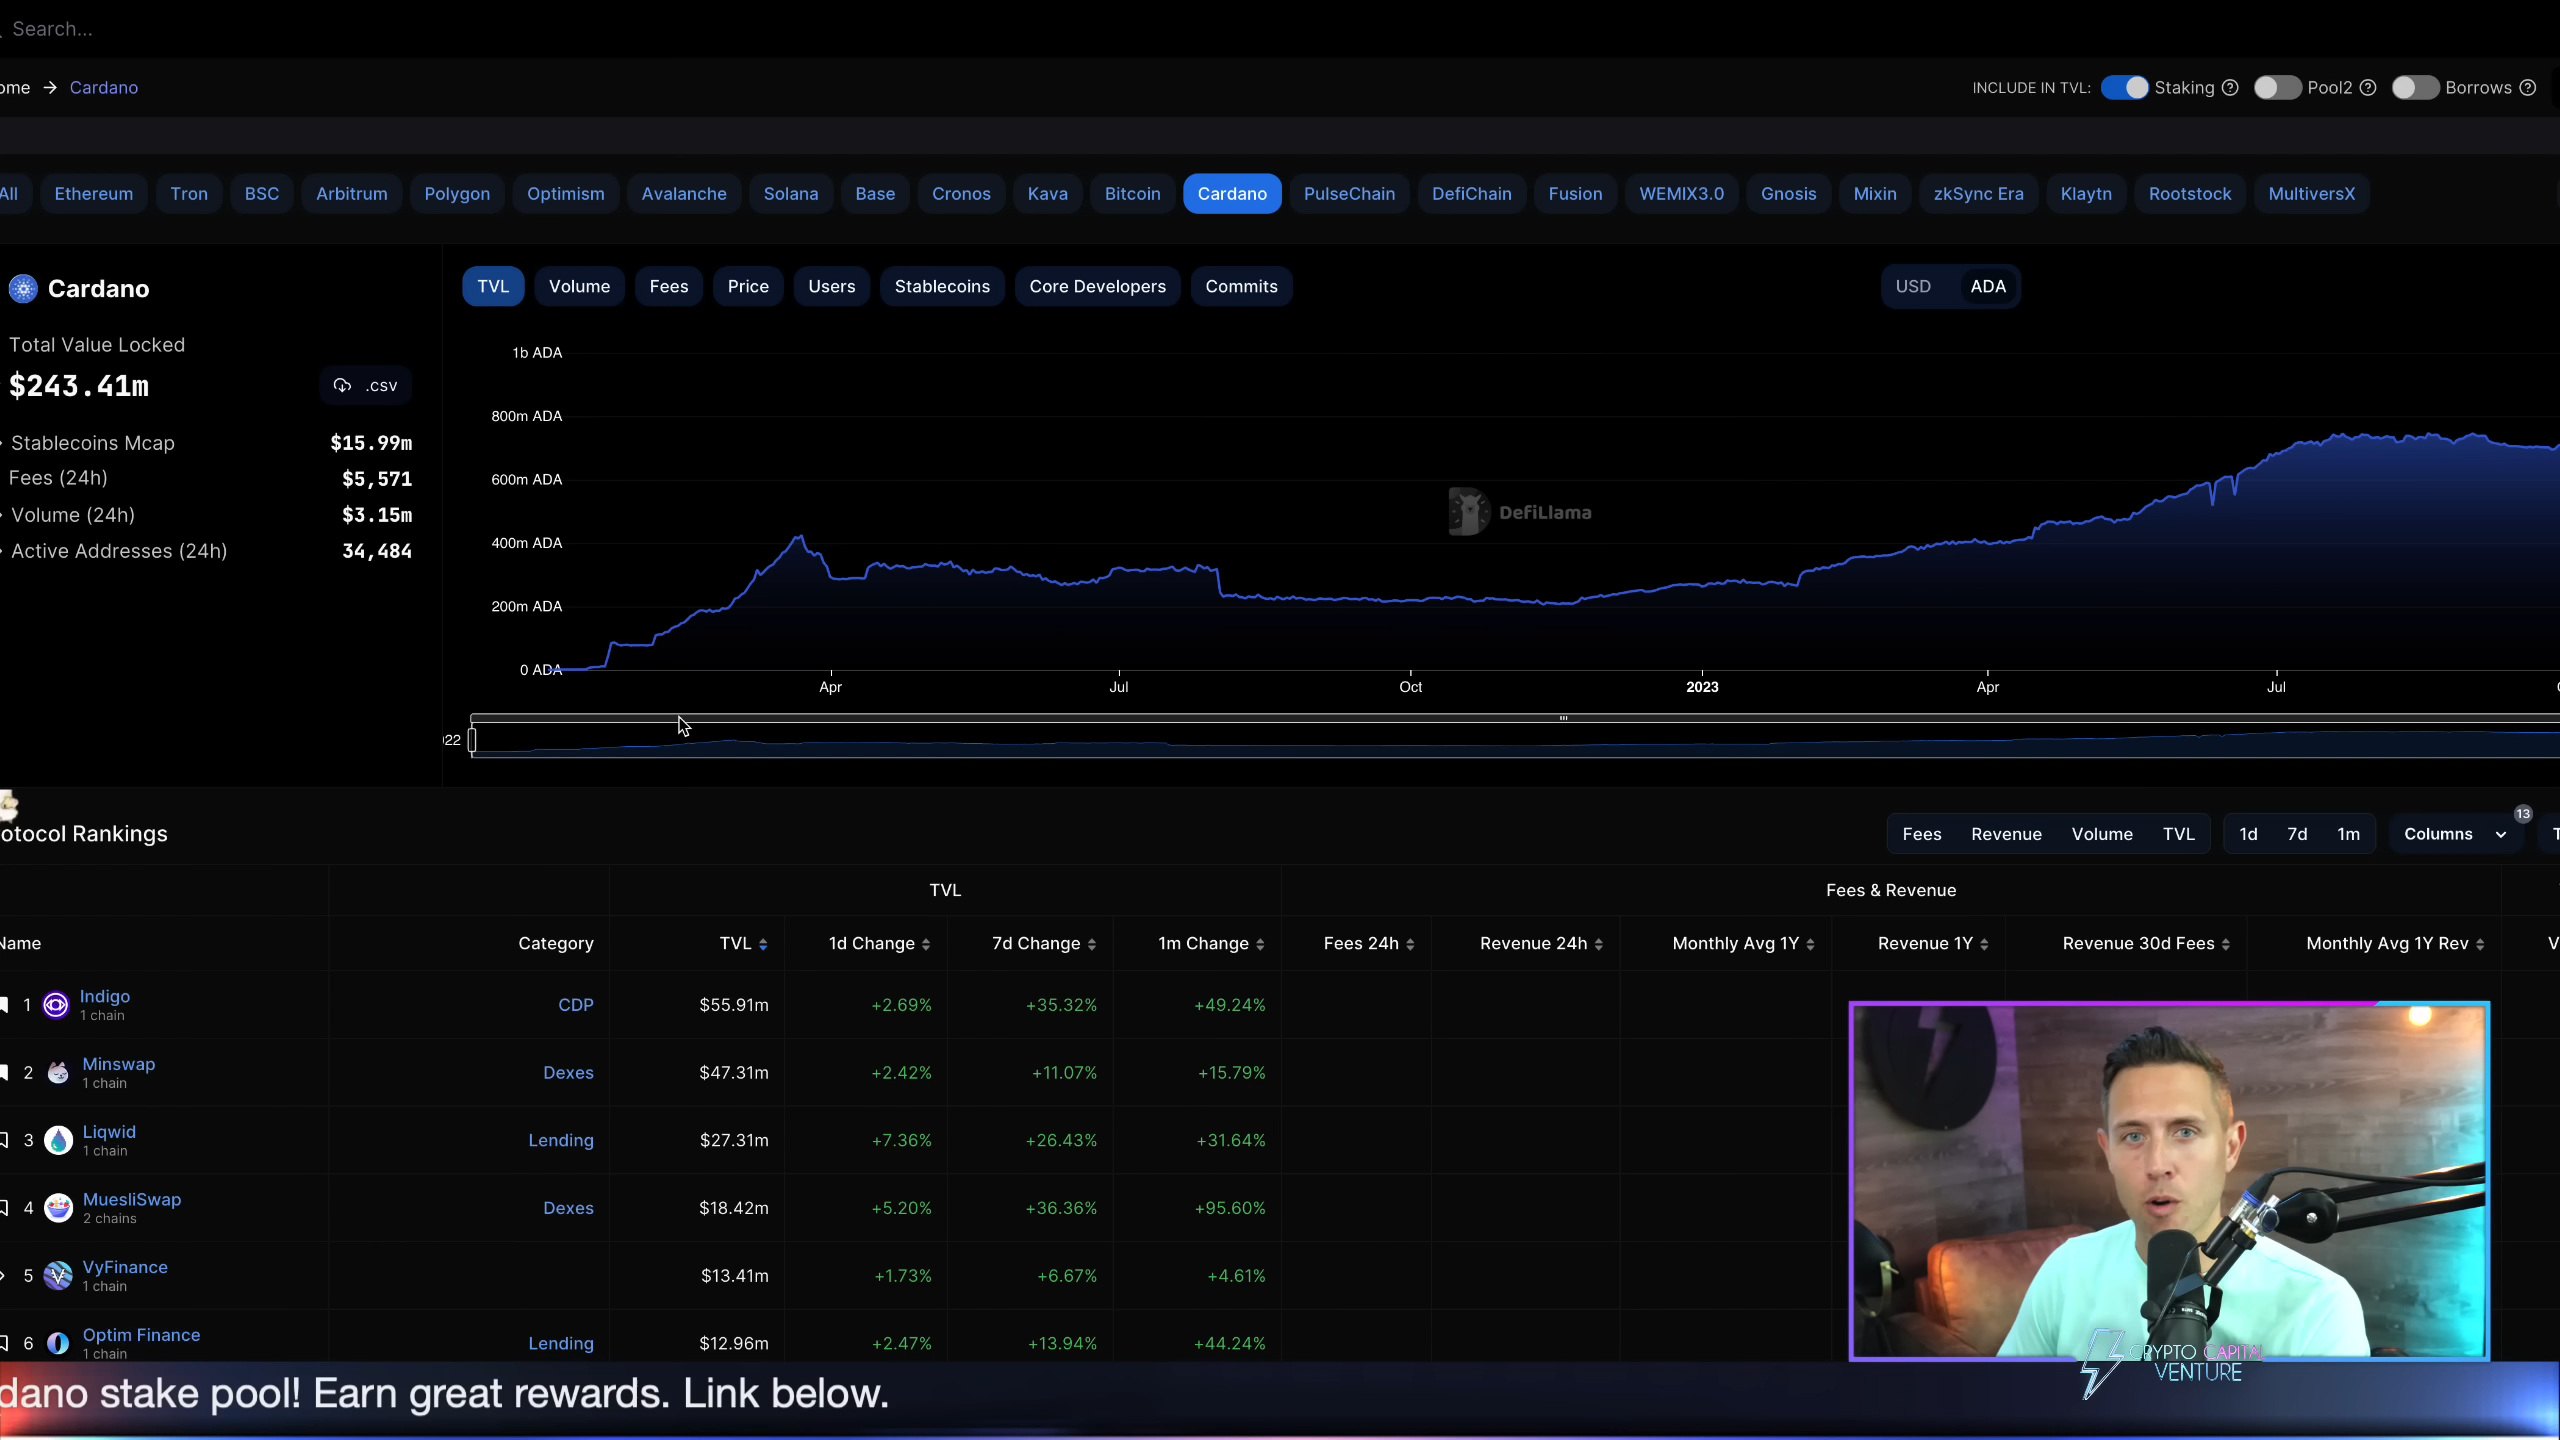 Search...
ome → Cardano
INCLUDE IN TVL: Staking Pool2 Borrows
All Ethereum Tron BSC Arbitrum Polygon Optimism Avalanche Solana Base Cronos Kava Bitcoin Cardano PulseChain DefiChain Fusion WEMIX3.0 Gnosis Mixin zkSync Era Klaytn Rootstock MultiversX
Cardano
Total Value Locked
$243.41m
.csv
Stablecoins Mcap $15.99m
Fees (24h) $5,571
Volume (24h) $3.15m
Active Addresses (24h) 34,484
TVL Volume Fees Price Users Stablecoins Core Developers Commits
USD ADA
1b ADA
800m ADA
600m ADA
400m ADA
200m ADA
0 ADA
DefiLlama
Apr Jul Oct 2023 Apr Jul
22
otocol Rankings
Fees Revenue Volume TVL 1d 7d 1m Columns 13
TVL Fees & Revenue
Name Category TVL 1d Change 7d Change 1m Change Fees 24h Revenue 24h Monthly Avg 1Y Revenue 1Y Revenue 30d Fees Monthly Avg 1Y Rev V
1 Indigo CDP $55.91m +2.69% +35.32% +49.24%
1 chain
2 Minswap Dexes $47.31m +2.42% +11.07% +15.79%
1 chain
3 Liqwid Lending $27.31m +7.36% +26.43% +31.64%
1 chain
4 MuesliSwap Dexes $18.42m +5.20% +36.36% +95.60%
2 chains
5 VyFinance $13.41m +1.73% +6.67% +4.61%
1 chain
6 Optim Finance Lending $12.96m +2.47% +13.94% +44.24%
1 chain
CRYPTO CAPITAL
VENTURE
dano stake pool! Earn great rewards. Link below.